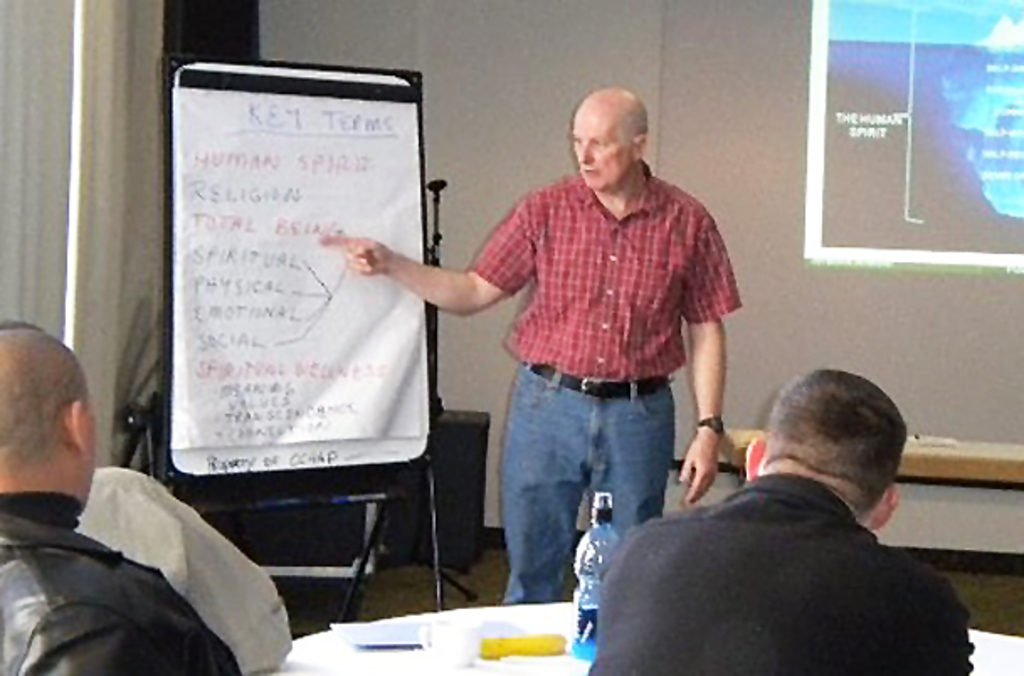 KEY TERMS
HUMAN SPIRIT
RELIGION
TOTAL BEING
SPIRITUAL
PHYSICAL
EMOTIONAL
SOCIAL
SPIRITUAL WELLNESS
- MEANING
- VALUES
- TRANSCENDENCE
- CONNECTION
Property of OCHAP
THE HUMAN
SPIRIT